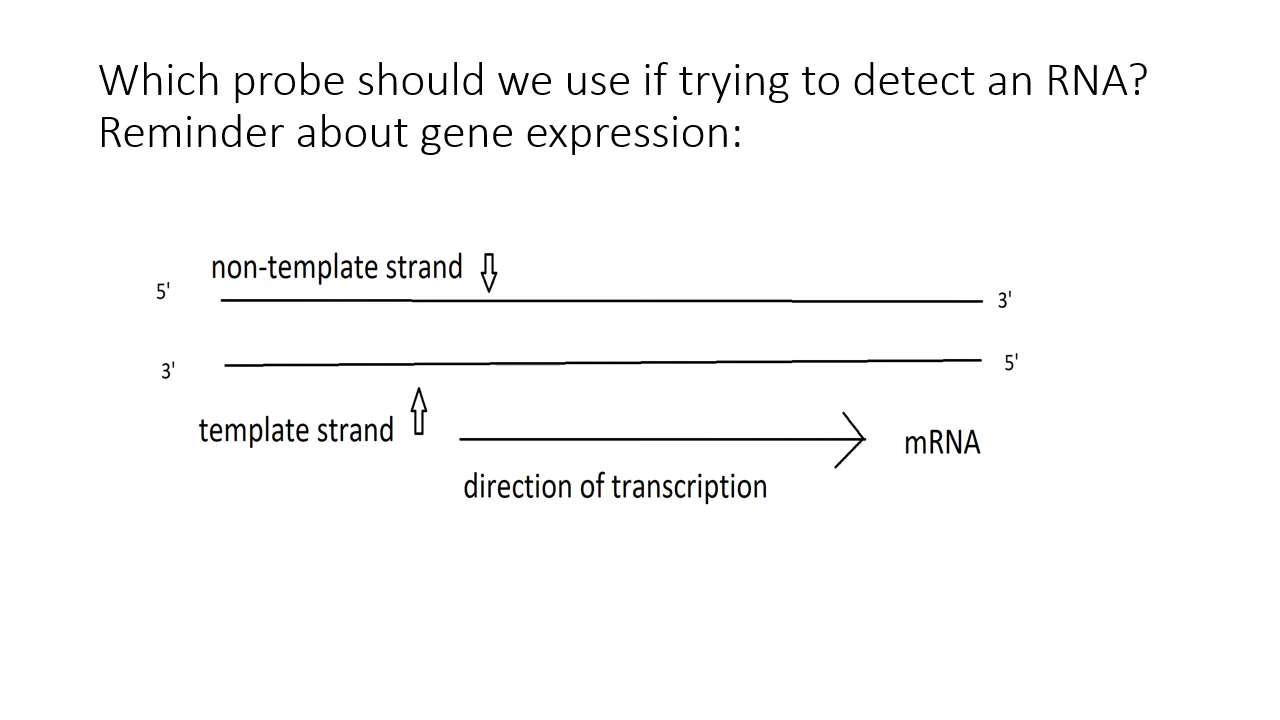 Which probe should we use if trying to detect an RNA?
Reminder about gene expression:
non-template strand
5'
3'
3'
5'
template strand
mRNA
direction of transcription